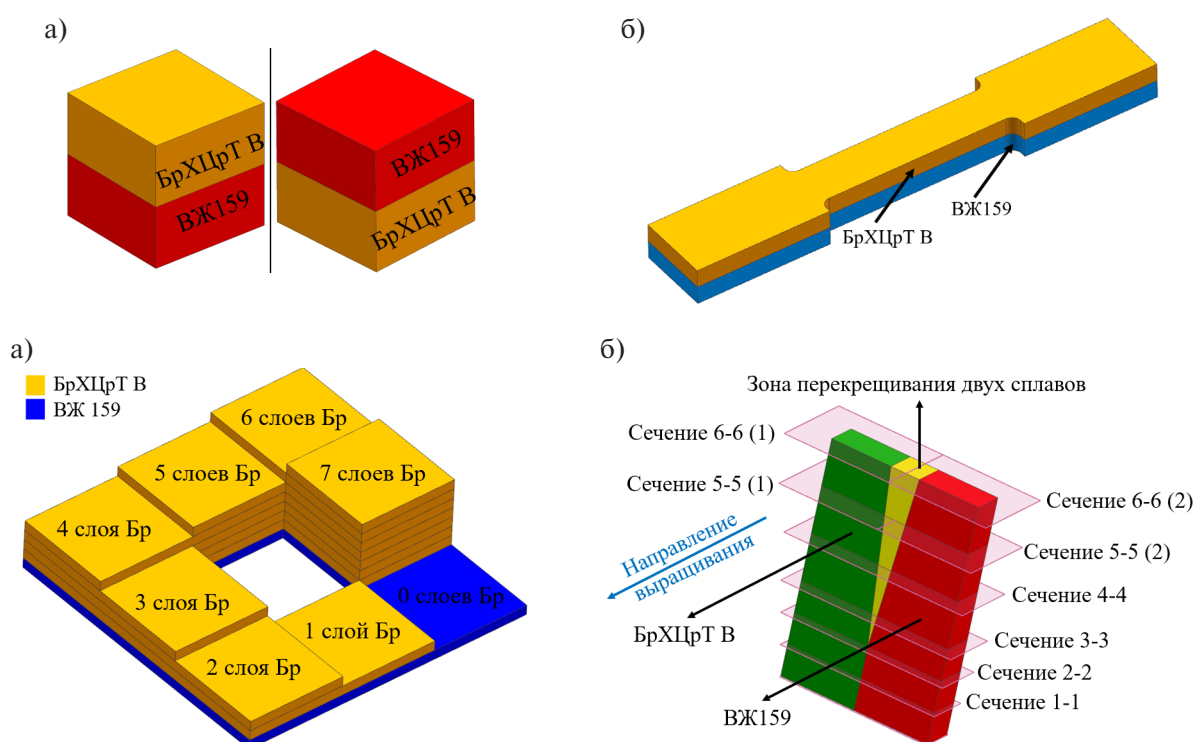 а)
БрХЦрТ В
ВЖ159
ВЖ159
БрХЦрТ В
б)
ВЖ159
БрХЦрТ В
а)
БрХЦрТ В
ВЖ 159
6 слоев Бр
5 слоев Бр
7 слоев Бр
4 слоя Бр
3 слоя Бр
0 слоев Бр
1 слой Бр
2 слоя Бр
б)
Зона перекрещивания двух сплавов
Сечение 6-6 (1)
Сечение 5-5 (1)
Сечение 6-6 (2)
Направление
выращивания
Сечение 5-5 (2)
Сечение 4-4
БрХЦрТ В
Сечение 3-3
Сечение 2-2
Сечение 1-1
ВЖ159